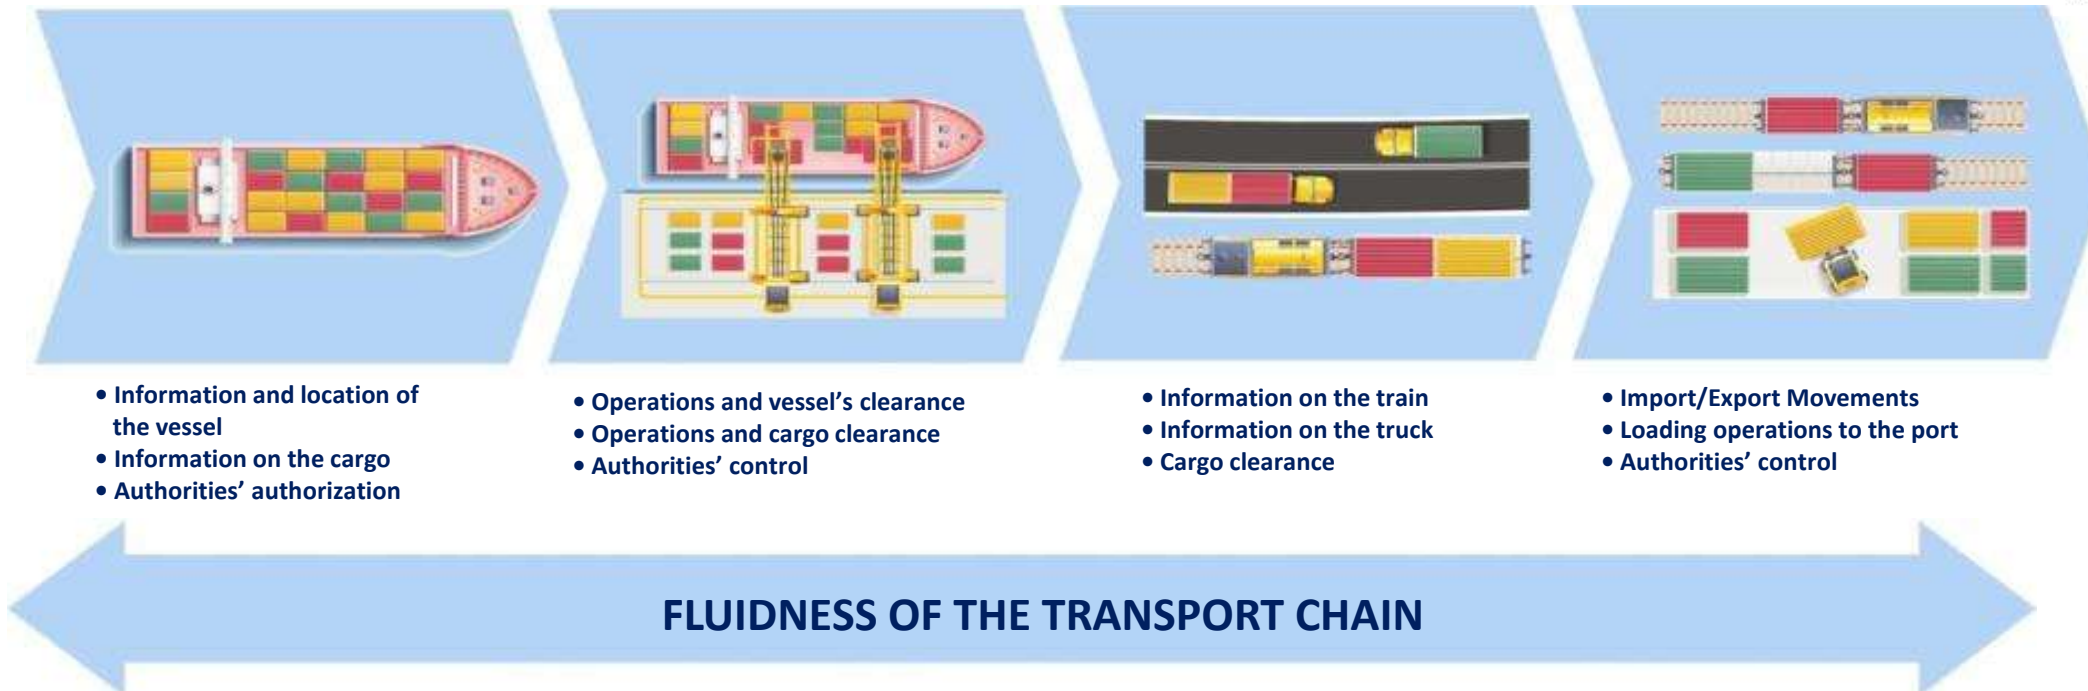 • Information and location of
the vessel
• Information on the cargo
• Authorities’ authorization
• Operations and vessel’s clearance
• Operations and cargo clearance
• Authorities’ control
• Information on the train
• Information on the truck
• Cargo clearance
• Import/Export Movements
• Loading operations to the port
• Authorities’ control
FLUIDNESS OF THE TRANSPORT CHAIN